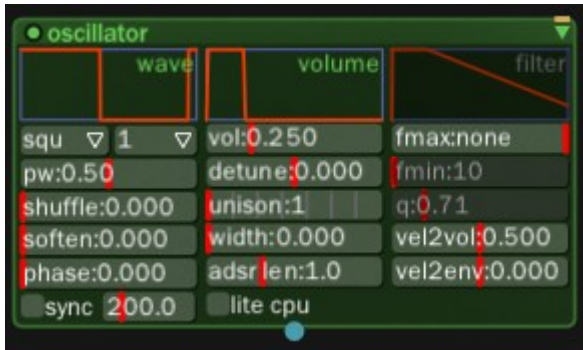 oscillator
wave volume filter
squ 1 vol:0.250 fmax:none
pw:0.50 detune:0.000 fmin:10
shuffle:0.000 unison:1 q:0.71
soften:0.000 width:0.000 vel2vol:0.500
phase:0.000 adsr len:1.0 vel2env:0.000
sync 200.0 lite cpu